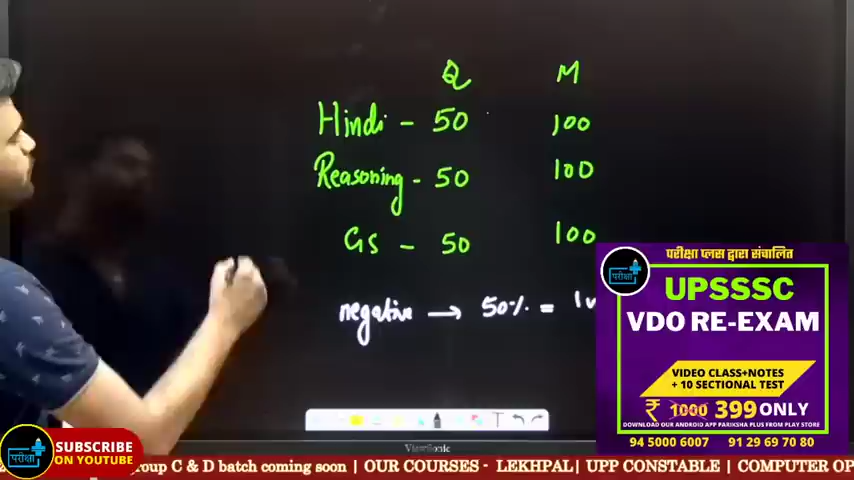 Q M
Hindi - 50 100
Reasoning - 50 100
GS - 50 100
negative → 50% =
ViewSonic
परीक्षा प्लस द्वारा संचालित
परीक्षा
UPSSSC
VDO RE-EXAM
VIDEO CLASS+NOTES
+ 10 SECTIONAL TEST
₹ 1000 399 ONLY
DOWNLOAD OUR ANDROID APP PARIKSHA PLUS FROM PLAY STORE
94 5000 6007 91 29 69 70 80
परीक्षा
SUBSCRIBE
ON YOUTUBE
roup C & D batch coming soon | OUR COURSES - LEKHPAL| UPP CONSTABLE | COMPUTER OP